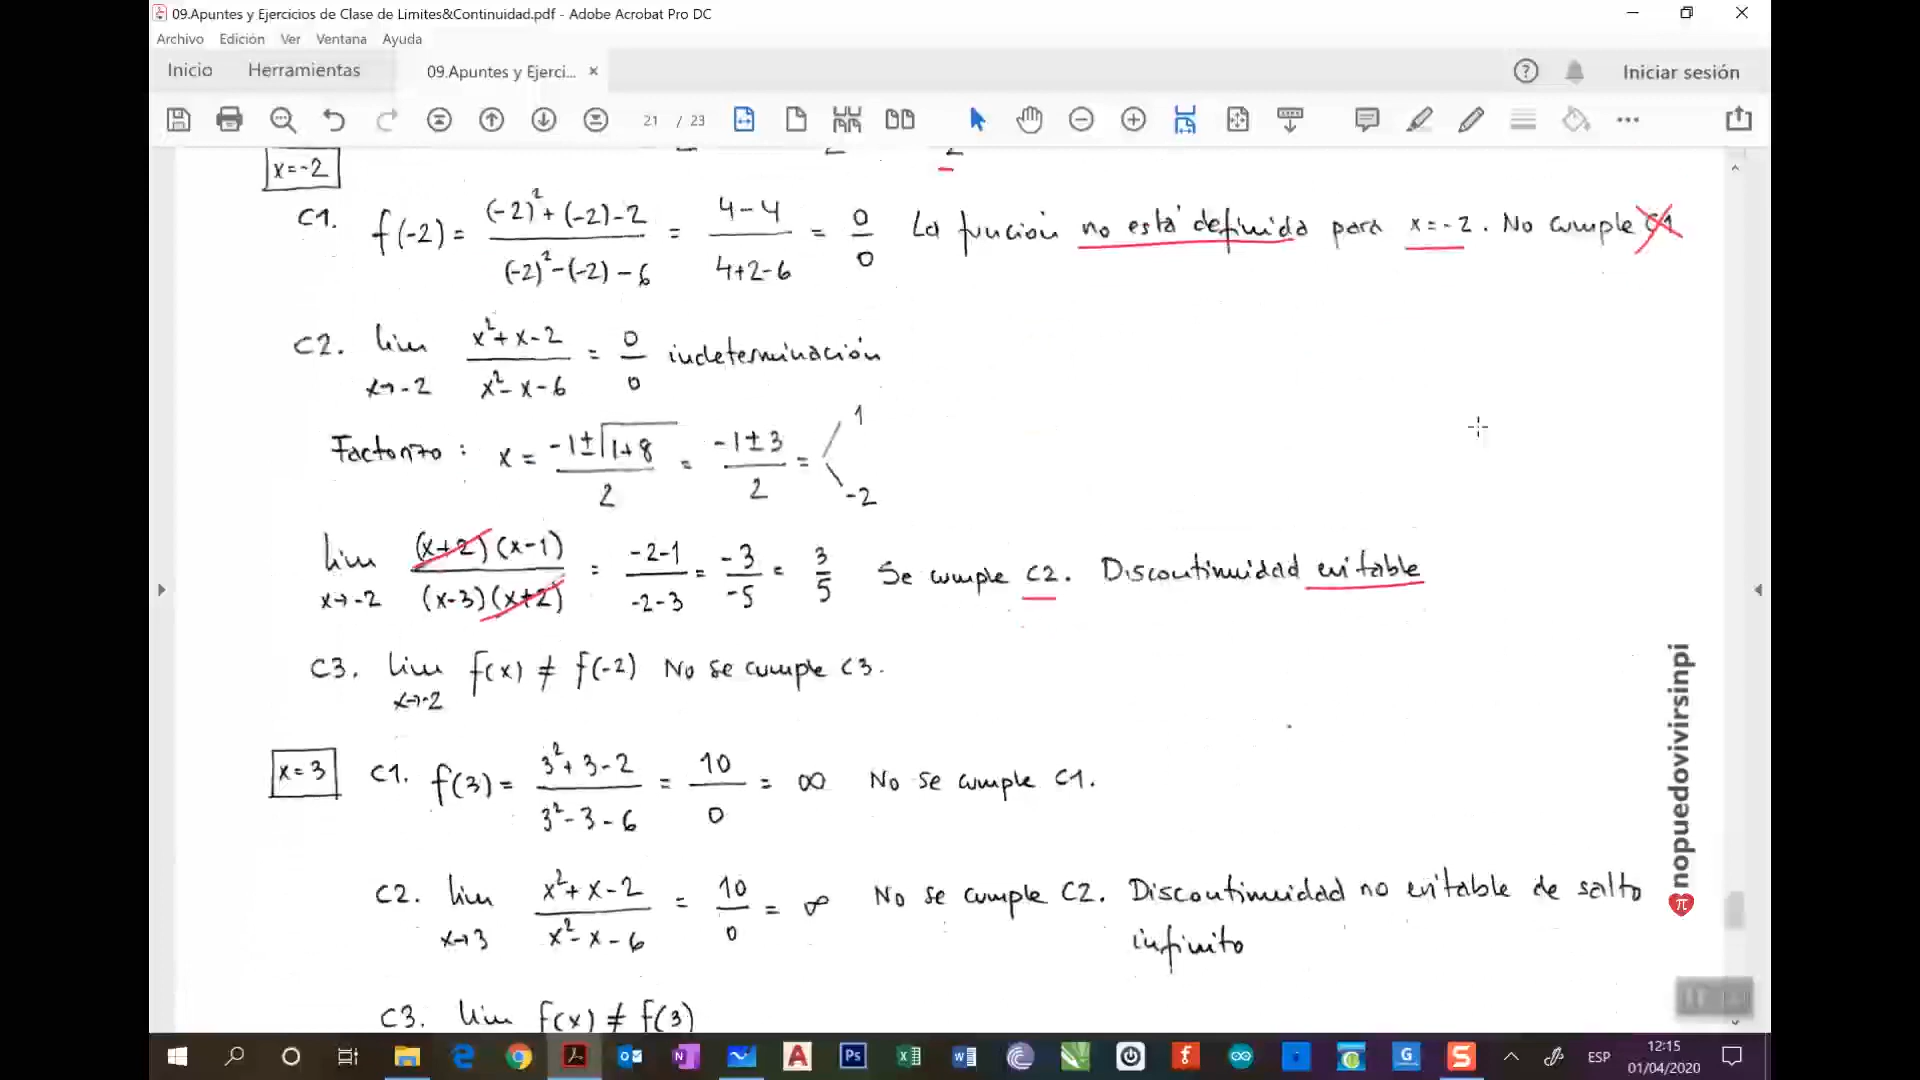 09.Apuntes y Ejercicios de Clase de Limites&Continuidad.pdf - Adobe Acrobat Pro DC
Archivo Edición Ver Ventana Ayuda
Inicio Herramientas 09.Apuntes y Ejerci... × Iniciar sesión
21 / 23
x=-2
C1. f(-2) = ((-2)²+(-2)-2)/((-2)²-(-2)-6) = (4-4)/(4+2-6) = 0/0 La función no está definida para x=-2. No cumple C1
C2. lim x→-2 (x²+x-2)/(x²-x-6) = 0/0 indeterminación
Factorizo: x = (-1±√(1+8))/2 = (-1±3)/2 = 1 -2
lim x→-2 ((x+2)(x-1))/((x-3)(x+2)) = (-2-1)/(-2-3) = (-3)/(-5) = 3/5 Se cumple C2. Discontinuidad evitable
C3. lim x→-2 f(x) ≠ f(-2) No se cumple C3.
x=3 C1. f(3) = (3²+3-2)/(3²-3-6) = 10/0 = ∞ No se cumple C1.
C2. lim x→3 (x²+x-2)/(x²-x-6) = 10/0 = ∞ No se cumple C2. Discontinuidad no evitable de salto
infinito
C3. lim f(x) ≠ f(3)
nopuedovivirsinpi
ESP
12:15
01/04/2020